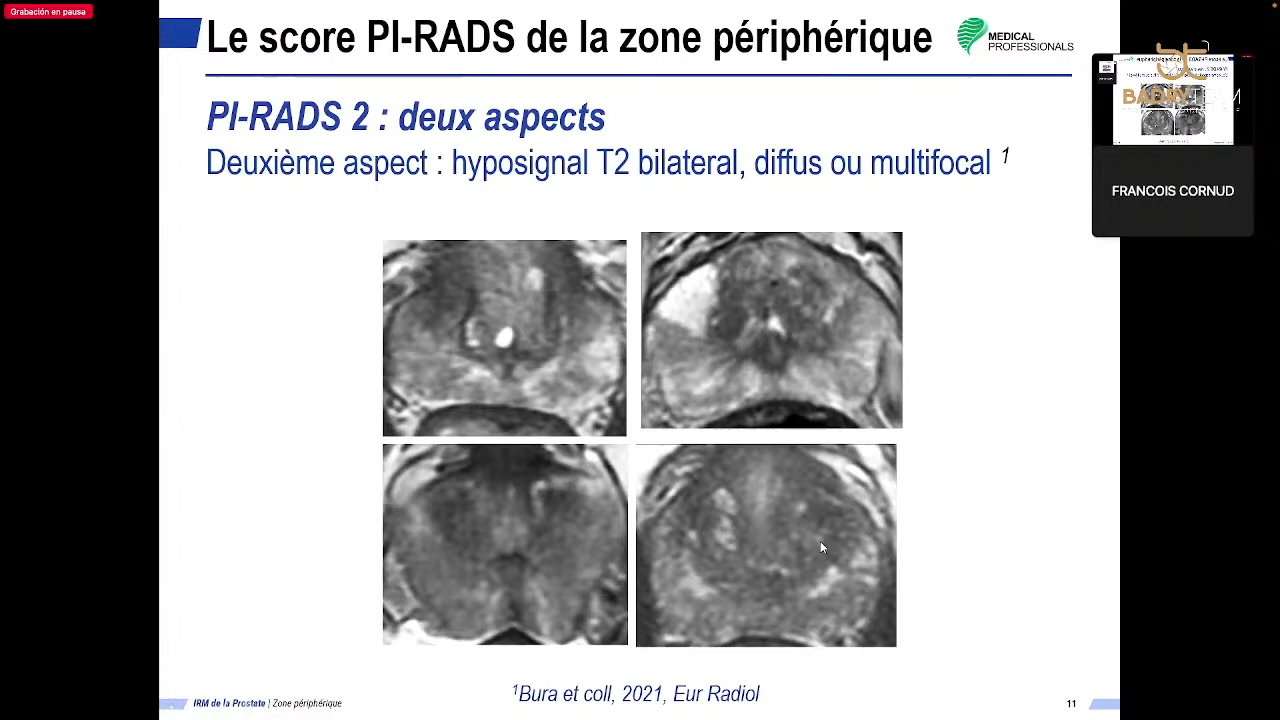 Grabación en pausa
Le score PI-RADS de la zone périphérique
MEDICAL
PROFESSIONALS
PI-RADS 2 : deux aspects
Deuxième aspect : hyposignal T2 bilateral, diffus ou multifocal 1
FRANCOIS CORNUD
1Bura et coll, 2021, Eur Radiol
IRM de la Prostate | Zone périphérique
11